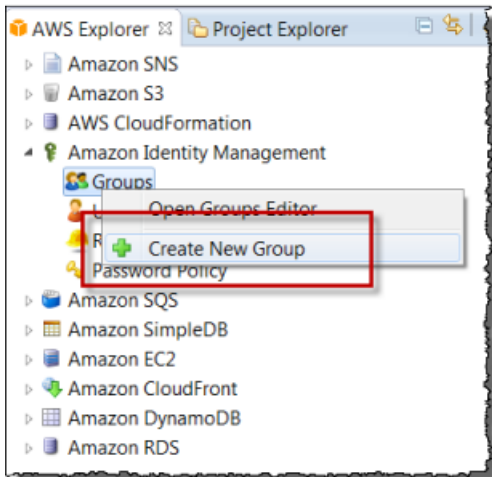 AWS Explorer Project Explorer
Amazon SNS
Amazon S3
AWS CloudFormation
Amazon Identity Management
Groups
Open Groups Editor
Create New Group
Password Policy
Amazon SQS
Amazon SimpleDB
Amazon EC2
Amazon CloudFront
Amazon DynamoDB
Amazon RDS